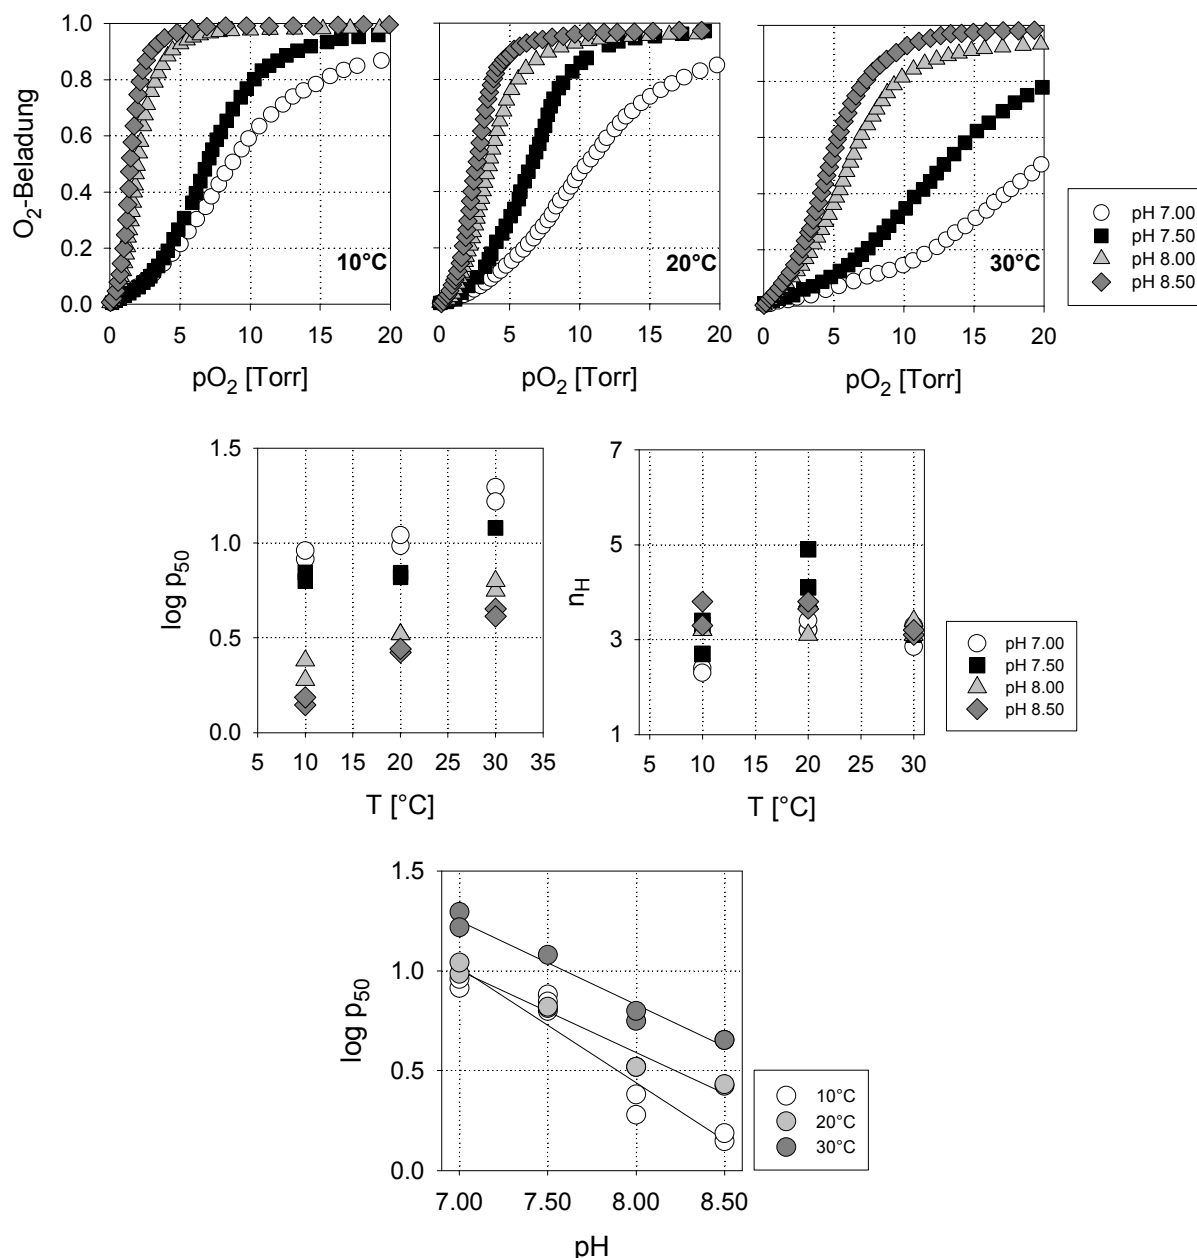 1.0
0.8
0.6
0.4
0.2
0.0
O2-Beladung
10°C
20°C
30°C
0 5 10 15 20
0 5 10 15 20
0 5 10 15 20
pO2 [Torr]
pO2 [Torr]
pO2 [Torr]
pH 7.00
pH 7.50
pH 8.00
pH 8.50
1.5
1.0
0.5
0.0
log p50
5 10 15 20 25 30 35
T [°C]
7
5
3
1
nH
5 10 15 20 25 30
T [°C]
pH 7.00
pH 7.50
pH 8.00
pH 8.50
1.5
1.0
0.5
0.0
log p50
7.00 7.50 8.00 8.50
pH
10°C
20°C
30°C